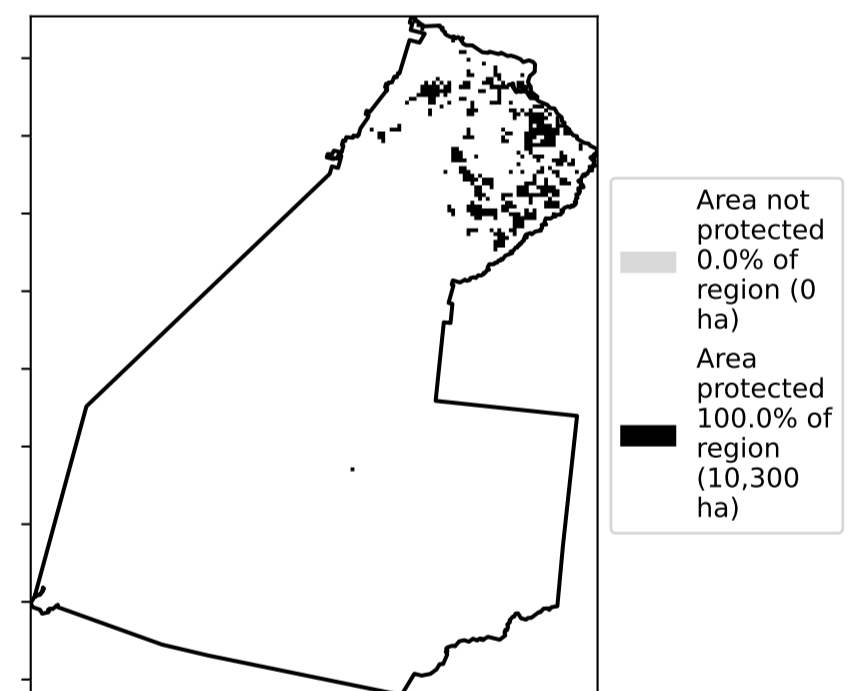 Area not
protected
0.0% of
region (0
ha)
Area
protected
100.0% of
region
(10,300
ha)